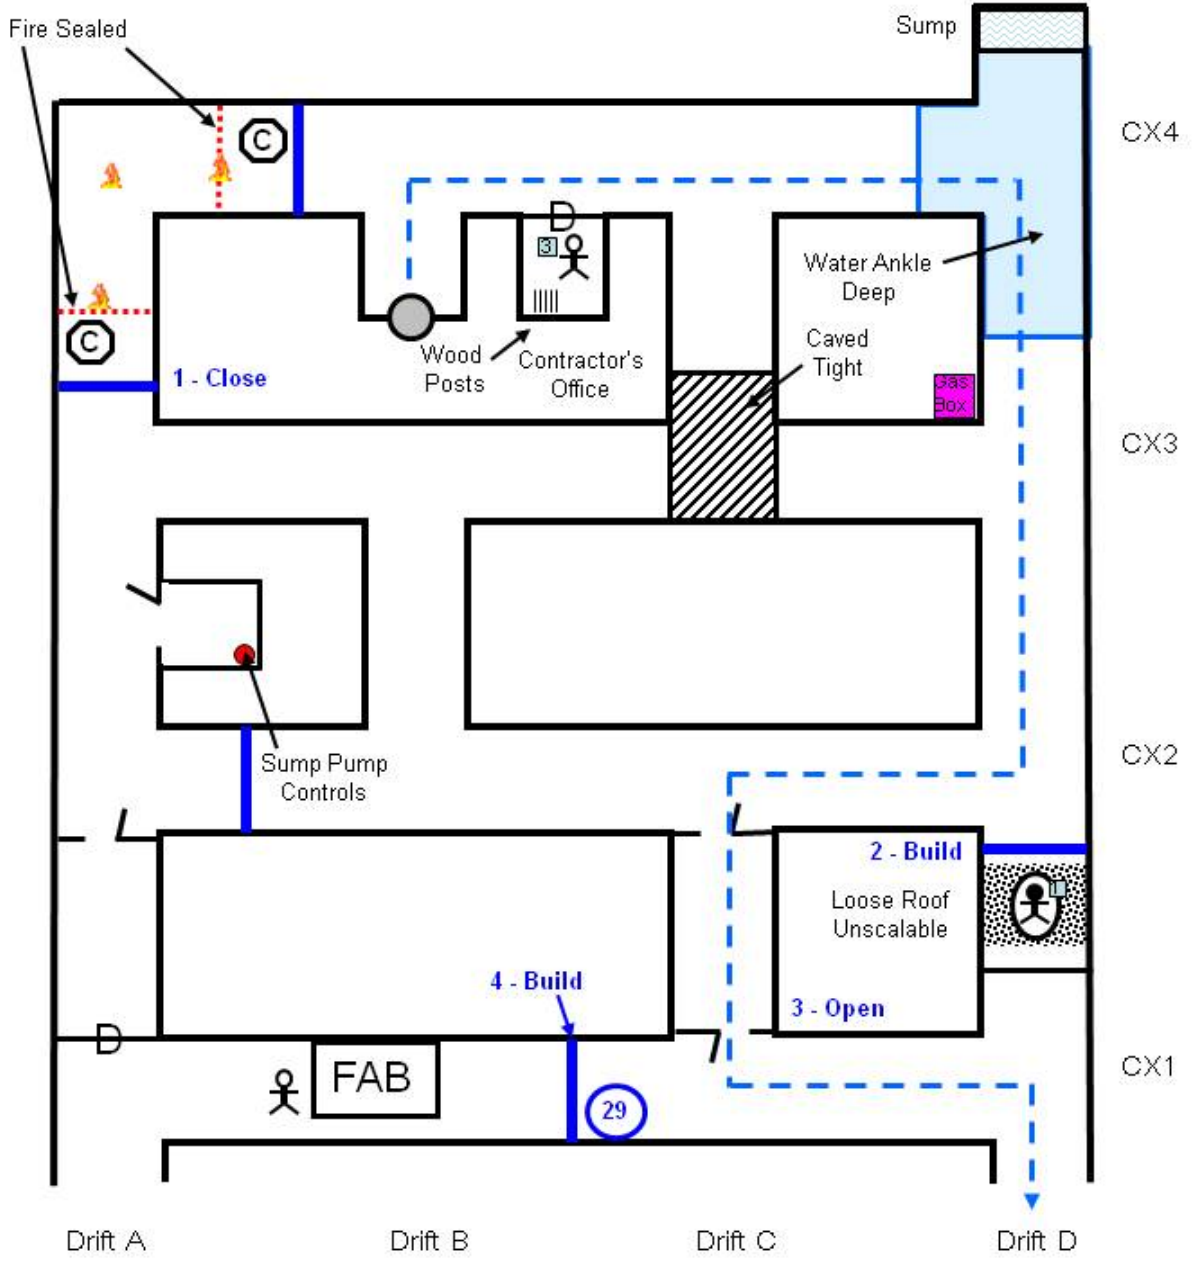 Fire Sealed
Sump
C
CX4
D
3
Water Ankle
Deep
C
Wood
Posts
Contractor's
Office
Caved
Tight
1 - Close
Gas
Box
CX3
Sump Pump
Controls
CX2
2 - Build
1
Loose Roof
Unscalable
4 - Build
3 - Open
D
FAB
29
CX1
Drift A
Drift B
Drift C
Drift D